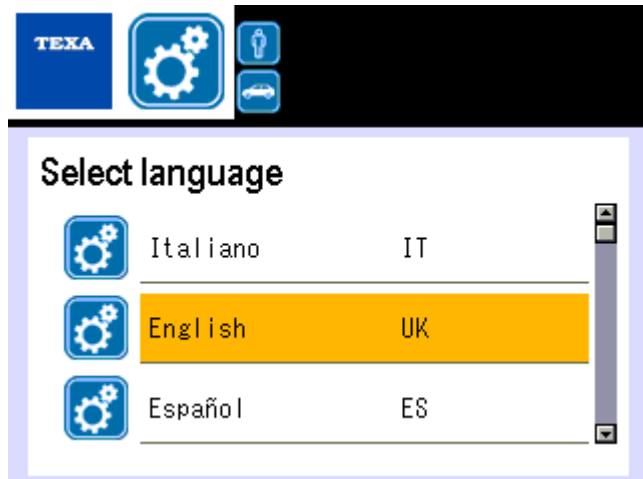 TEXA
Select language
Italiano IT
English UK
Español ES